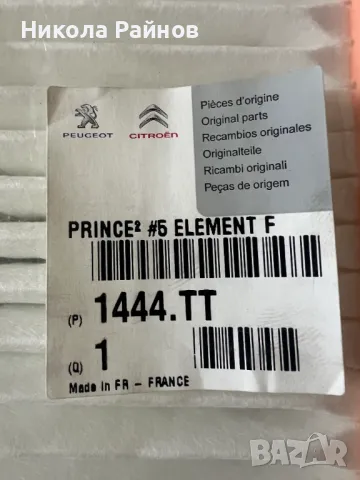 Никола Райнов
PEUGEOT
CITROËN
Pièces d'origine
Original parts
Recambios originales
Originalteile
Ricambi originali
Peças de origem
PRINCE² #5 ELEMENT F
(P) 1444.TT
(Q) 1
Made in FR - FRANCE
BAZAR